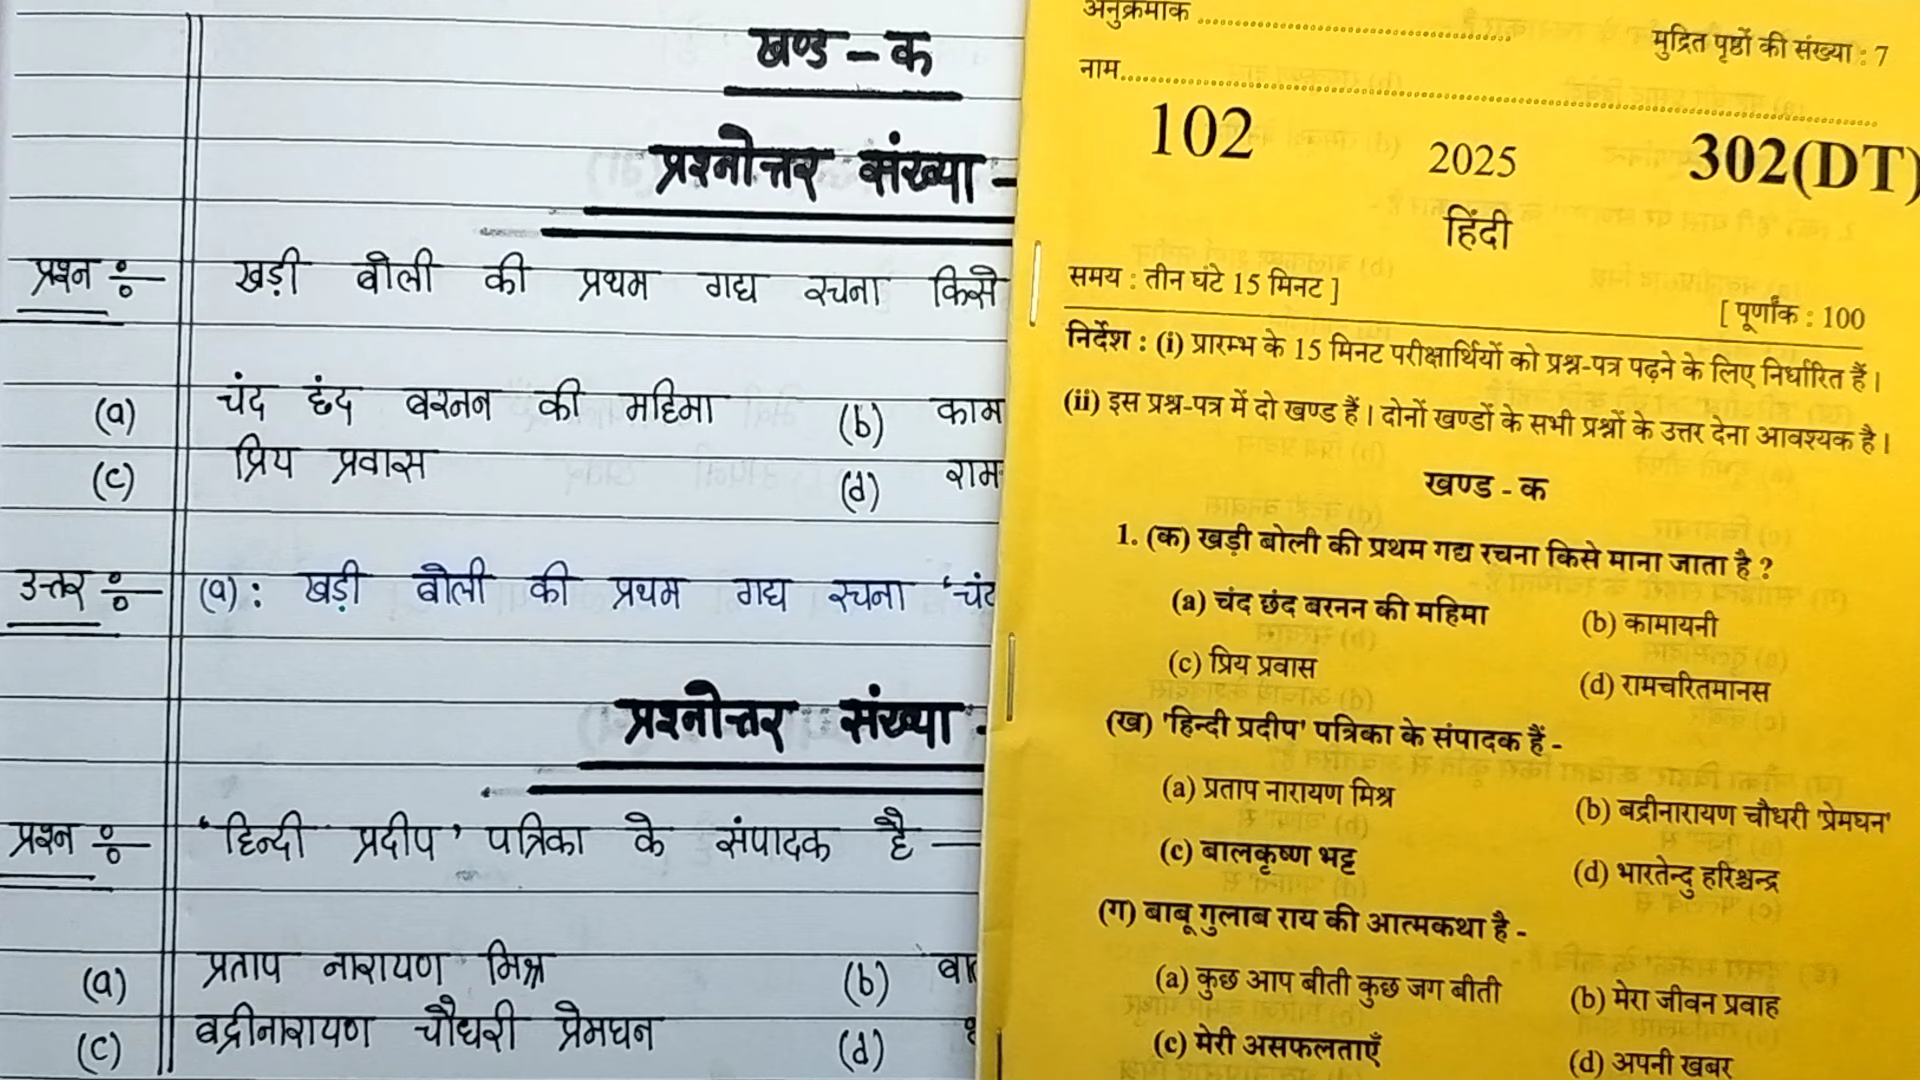 खण्ड - क
प्रश्नोत्तर संख्या -
प्रश्न ÷ खड़ी बोली की प्रथम गद्य रचना किसे
(a) चंद छंद बरनन की महिमा (b) काम
(c) प्रिय प्रवास (d) राम
उत्तर ÷ (a): खड़ी बोली की प्रथम गद्य रचना 'चंद
प्रश्नोत्तर संख्या -
प्रश्न ÷ 'हिन्दी प्रदीप' पत्रिका के संपादक है —
(a) प्रताप नारायण मिश्र (b)
(c) बद्रीनारायण चौधरी प्रेमघन (d)
अनुक्रमांक
मुद्रित पृष्ठों की संख्या : 7
नाम
102 2025 302(DT)
हिंदी
समय : तीन घंटे 15 मिनट ]
[ पूर्णांक : 100
निर्देश : (i) प्रारम्भ के 15 मिनट परीक्षार्थियों को प्रश्न-पत्र पढ़ने के लिए निर्धारित हैं।
(ii) इस प्रश्न-पत्र में दो खण्ड हैं। दोनों खण्डों के सभी प्रश्नों के उत्तर देना आवश्यक है।
खण्ड - क
1. (क) खड़ी बोली की प्रथम गद्य रचना किसे माना जाता है ?
(a) चंद छंद बरनन की महिमा (b) कामायनी
(c) प्रिय प्रवास (d) रामचरितमानस
(ख) 'हिन्दी प्रदीप' पत्रिका के संपादक हैं -
(a) प्रताप नारायण मिश्र (b) बद्रीनारायण चौधरी 'प्रेमघन'
(c) बालकृष्ण भट्ट (d) भारतेन्दु हरिश्चन्द्र
(ग) बाबू गुलाब राय की आत्मकथा है -
(a) कुछ आप बीती कुछ जग बीती (b) मेरा जीवन प्रवाह
(c) मेरी असफलताएँ (d) अपनी खबर